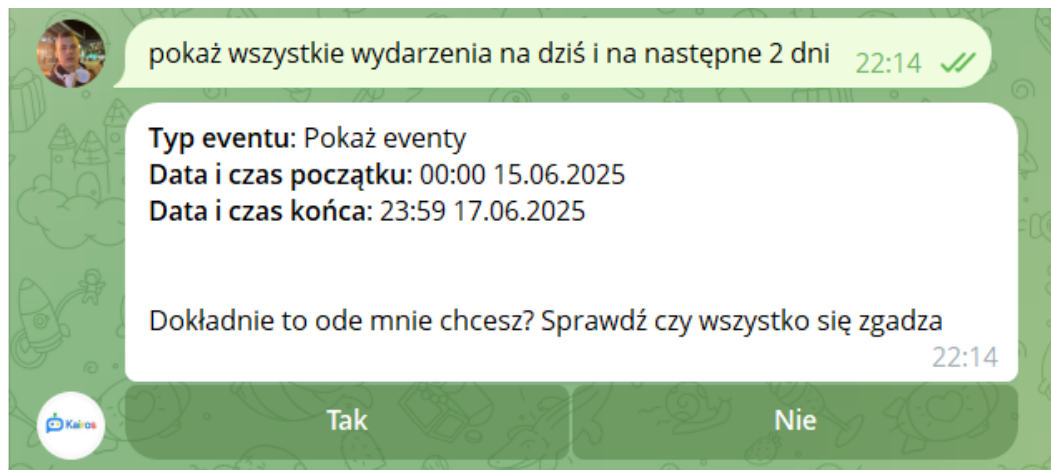 pokaż wszystkie wydarzenia na dziś i na następne 2 dni 22:14
Typ eventu: Pokaż eventy
Data i czas początku: 00:00 15.06.2025
Data i czas końca: 23:59 17.06.2025
Dokładnie to ode mnie chcesz? Sprawdź czy wszystko się zgadza
22:14
Kairos
Tak Nie